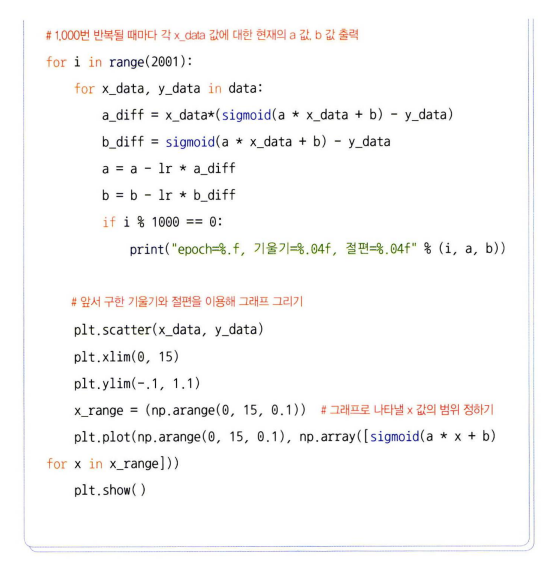 # 1,000번 반복될 때마다 각 x_data 값에 대한 현재의 a 값, b 값 출력
for i in range(2001):
    for x_data, y_data in data:
        a_diff = x_data*(sigmoid(a * x_data + b) - y_data)
        b_diff = sigmoid(a * x_data + b) - y_data
        a = a - lr * a_diff
        b = b - lr * b_diff
        if i % 1000 == 0:
            print("epoch=%.f, 기울기=%.04f, 절편=%.04f" % (i, a, b))
    # 앞서 구한 기울기와 절편을 이용해 그래프 그리기
    plt.scatter(x_data, y_data)
    plt.xlim(0, 15)
    plt.ylim(-.1, 1.1)
    x_range = (np.arange(0, 15, 0.1)) # 그래프로 나타낼 x 값의 범위 정하기
    plt.plot(np.arange(0, 15, 0.1), np.array([sigmoid(a * x + b)
for x in x_range]))
    plt.show()